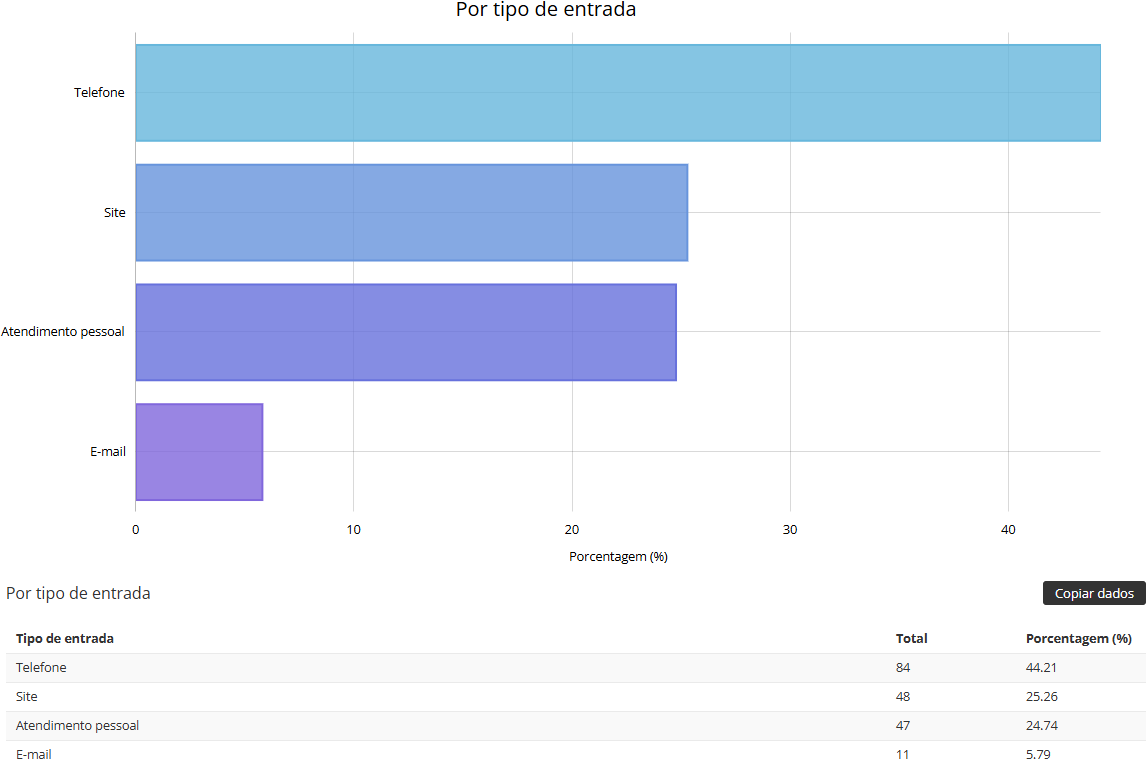 Por tipo de entrada
Telefone
Site
Atendimento pessoal
E-mail
0 10 20 30 40
Porcentagem (%)
Por tipo de entrada Copiar dados
Tipo de entrada Total Porcentagem (%)
Telefone 84 44.21
Site 48 25.26
Atendimento pessoal 47 24.74
E-mail 11 5.79